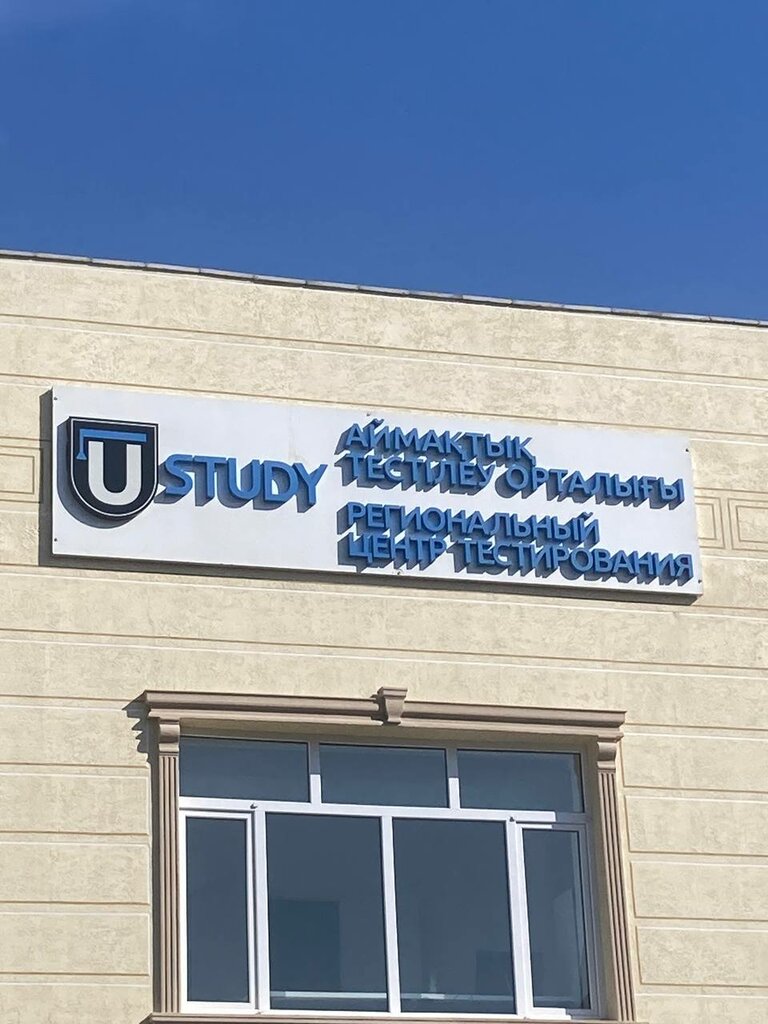 U STUDY
АЙМАҚТЫҚ
ТЕСТІЛЕУ ОРТАЛЫҒЫ
РЕГИОНАЛЬНЫЙ
ЦЕНТР ТЕСТИРОВАНИЯ